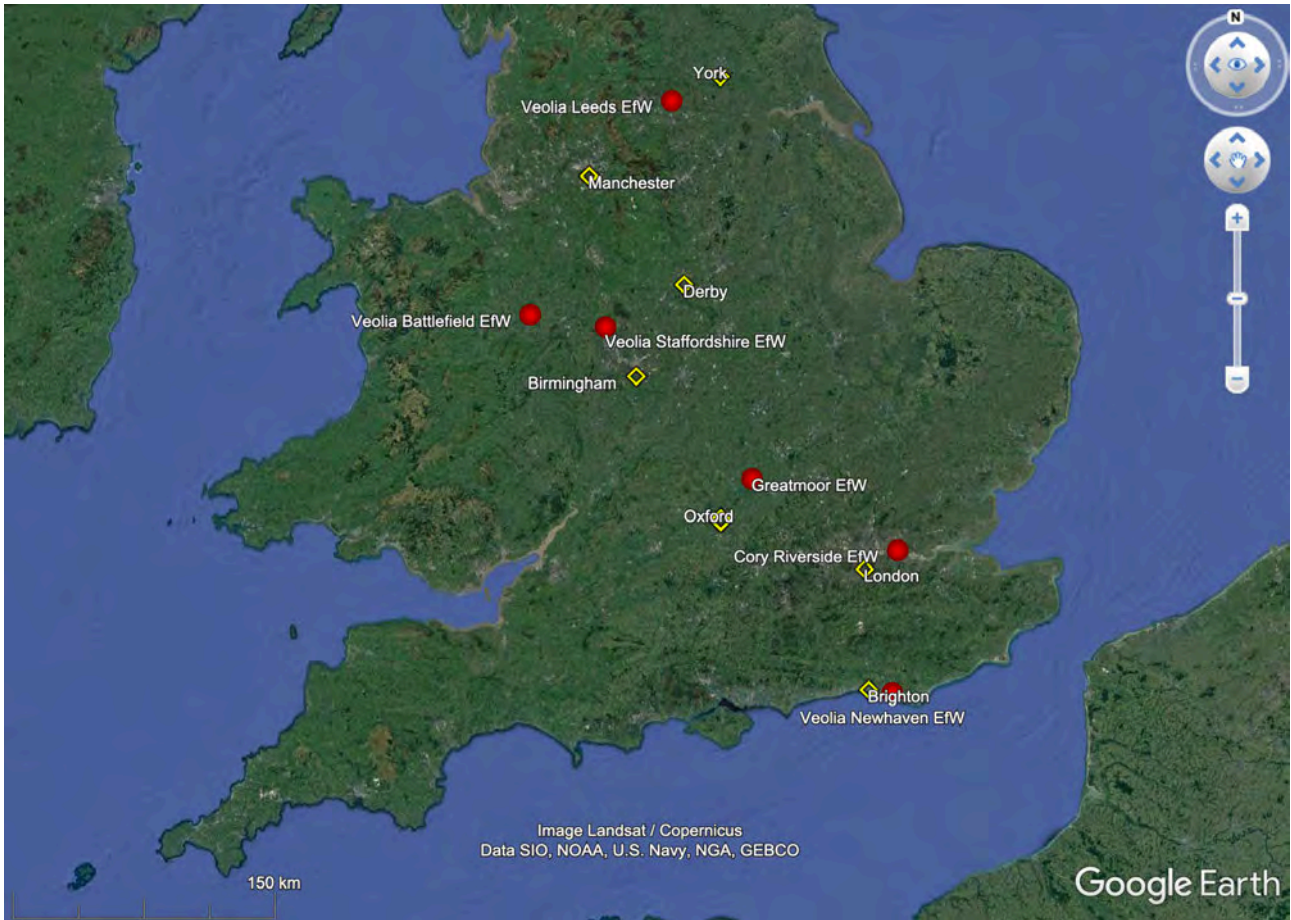 N
York
Veolia Leeds EfW
Manchester
Derby
Veolia Battlefield EfW
Veolia Staffordshire EfW
Birmingham
Greatmoor EfW
Oxford
Cory Riverside EfW
London
Brighton
Veolia Newhaven EfW
Image Landsat / Copernicus
Data SIO, NOAA, U.S. Navy, NGA, GEBCO
150 km
Google Earth